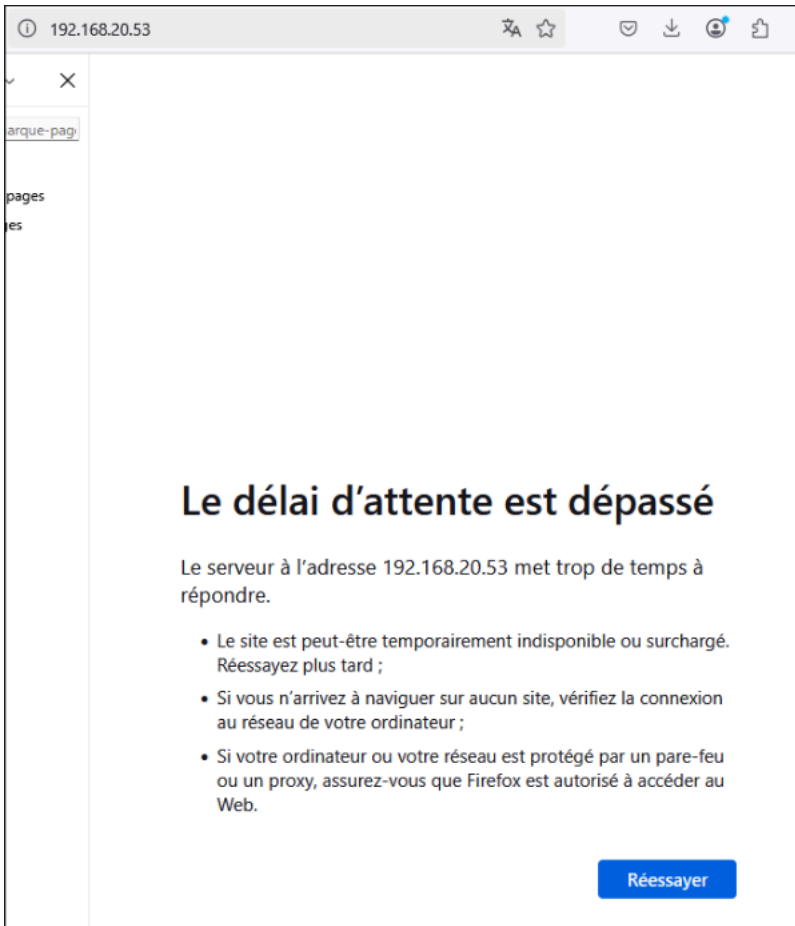 192.168.20.53
arque-pag
pages
es
Le délai d’attente est dépassé
Le serveur à l’adresse 192.168.20.53 met trop de temps à
répondre.
• Le site est peut-être temporairement indisponible ou surchargé.
Réessayez plus tard ;
• Si vous n’arrivez à naviguer sur aucun site, vérifiez la connexion
au réseau de votre ordinateur ;
• Si votre ordinateur ou votre réseau est protégé par un pare-feu
ou un proxy, assurez-vous que Firefox est autorisé à accéder au
Web.
Réessayer